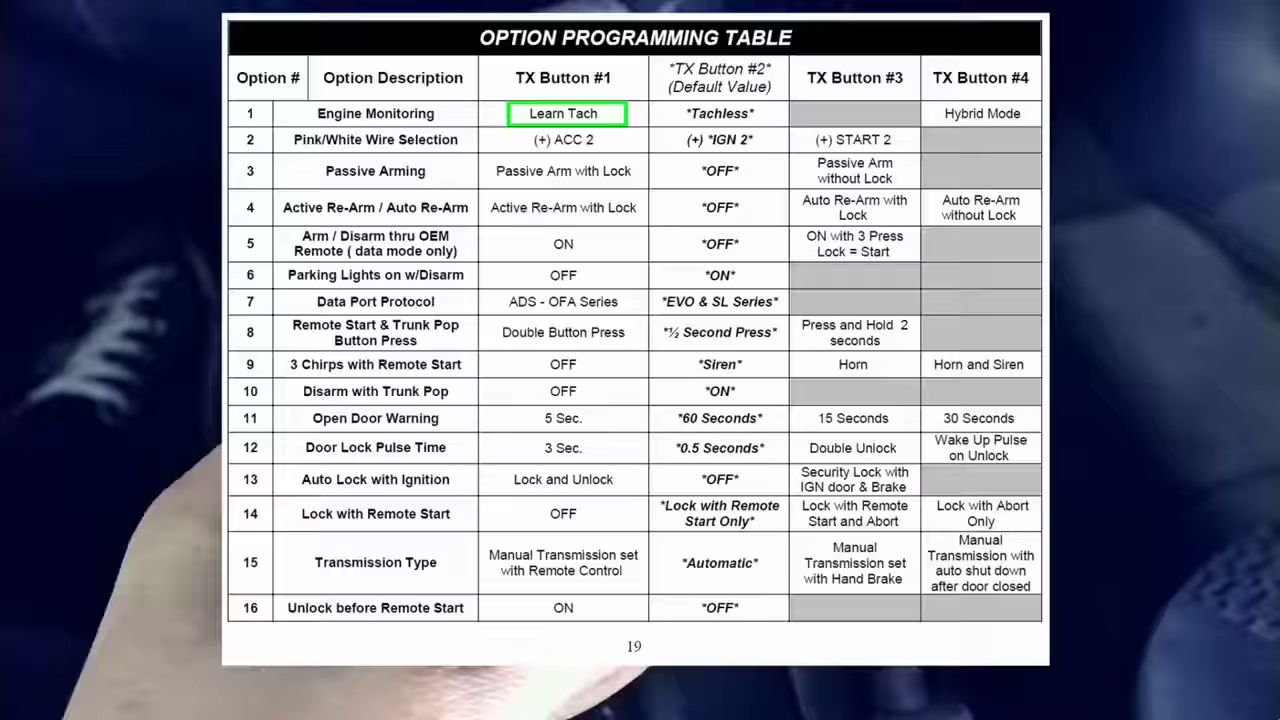 OPTION PROGRAMMING TABLE
Option # Option Description TX Button #1 *TX Button #2* (Default Value) TX Button #3 TX Button #4
1 Engine Monitoring Learn Tach *Tachless* Hybrid Mode
2 Pink/White Wire Selection (+) ACC 2 (+) *IGN 2* (+) START 2
3 Passive Arming Passive Arm with Lock *OFF* Passive Arm without Lock
4 Active Re-Arm / Auto Re-Arm Active Re-Arm with Lock *OFF* Auto Re-Arm with Lock Auto Re-Arm without Lock
5 Arm / Disarm thru OEM Remote ( data mode only) ON *OFF* ON with 3 Press Lock = Start
6 Parking Lights on w/Disarm OFF *ON*
7 Data Port Protocol ADS - OFA Series *EVO & SL Series*
8 Remote Start & Trunk Pop Button Press Double Button Press *½ Second Press* Press and Hold 2 seconds
9 3 Chirps with Remote Start OFF *Siren* Horn Horn and Siren
10 Disarm with Trunk Pop OFF *ON*
11 Open Door Warning 5 Sec. *60 Seconds* 15 Seconds 30 Seconds
12 Door Lock Pulse Time 3 Sec. *0.5 Seconds* Double Unlock Wake Up Pulse on Unlock
13 Auto Lock with Ignition Lock and Unlock *OFF* Security Lock with IGN door & Brake
14 Lock with Remote Start OFF *Lock with Remote Start Only* Lock with Remote Start and Abort Lock with Abort Only
15 Transmission Type Manual Transmission set with Remote Control *Automatic* Manual Transmission set with Hand Brake Manual Transmission with auto shut down after door closed
16 Unlock before Remote Start ON *OFF*
19